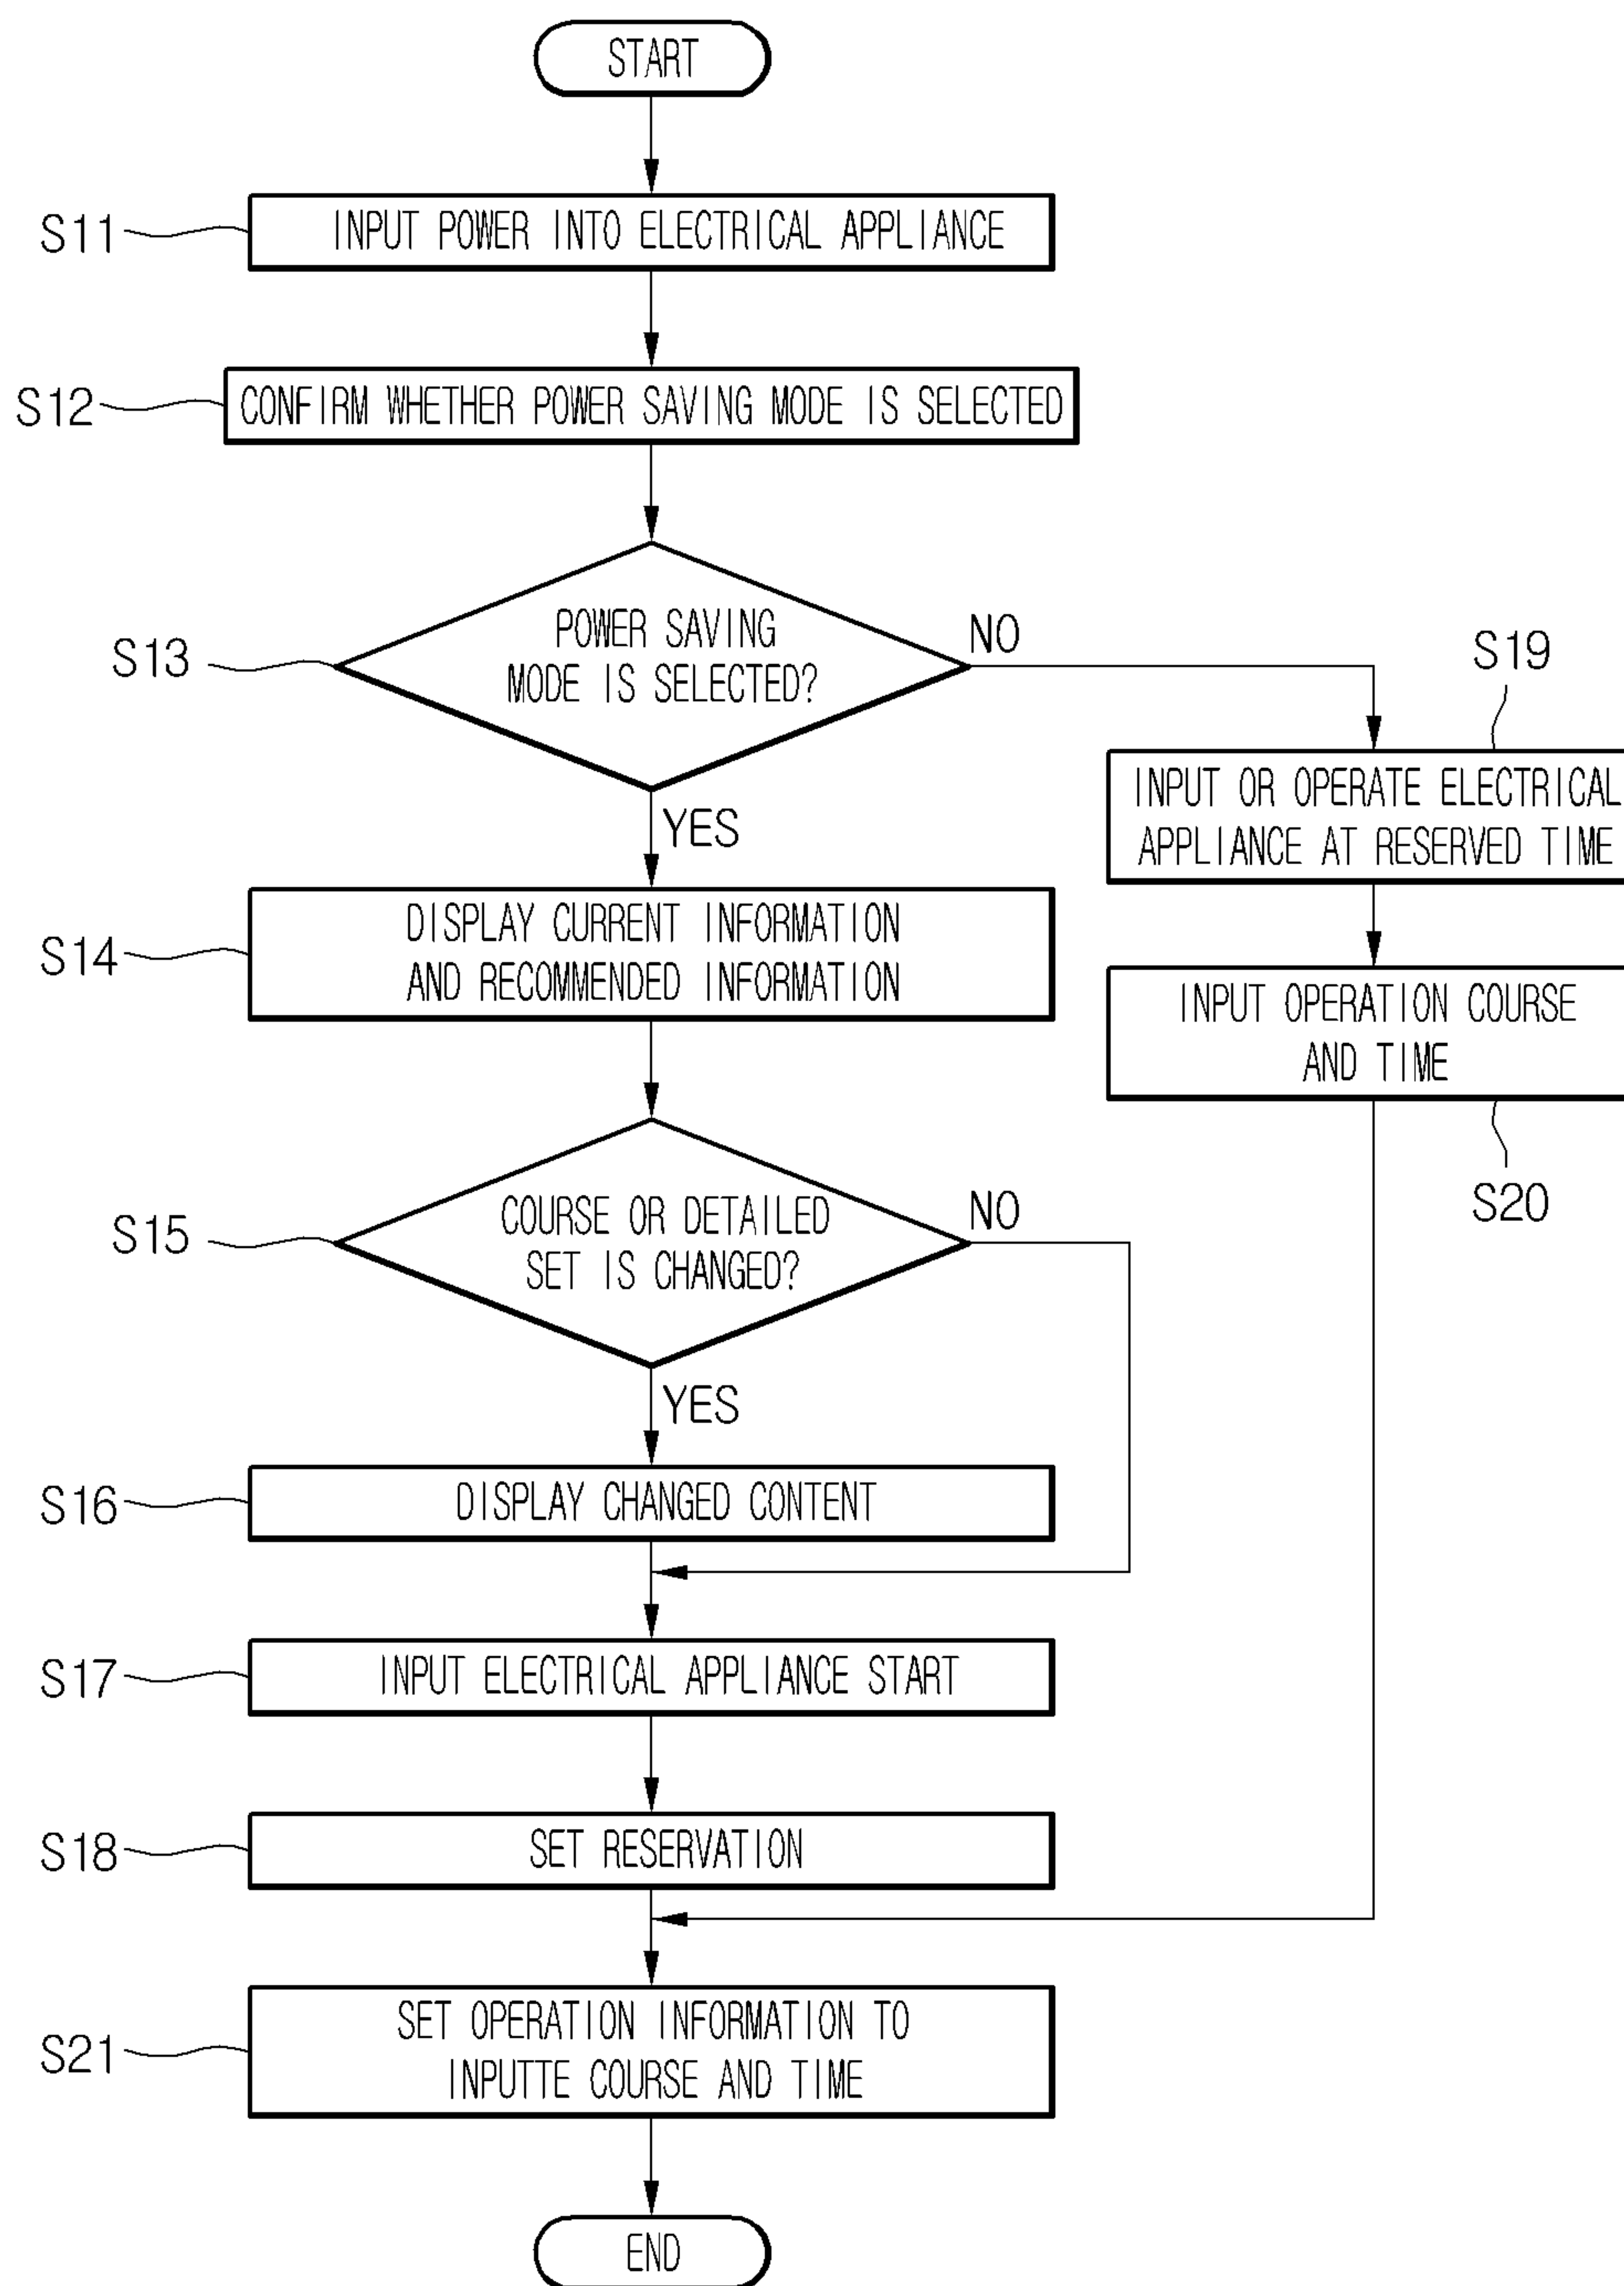 START
S11
INPUT POWER INTO ELECTRICAL APPLIANCE
S12
CONFIRM WHETHER POWER SAVING MODE IS SELECTED
S13
POWER SAVING
MODE IS SELECTED?
NO
YES
S19
INPUT OR OPERATE ELECTRICAL
APPLIANCE AT RESERVED TIME
S14
DISPLAY CURRENT INFORMATION
AND RECOMMENDED INFORMATION
INPUT OPERATION COURSE
AND TIME
S20
S15
COURSE OR DETAILED
SET IS CHANGED?
NO
YES
S16
DISPLAY CHANGED CONTENT
S17
INPUT ELECTRICAL APPLIANCE START
S18
SET RESERVATION
S21
SET OPERATION INFORMATION TO
INPUTTE COURSE AND TIME
END